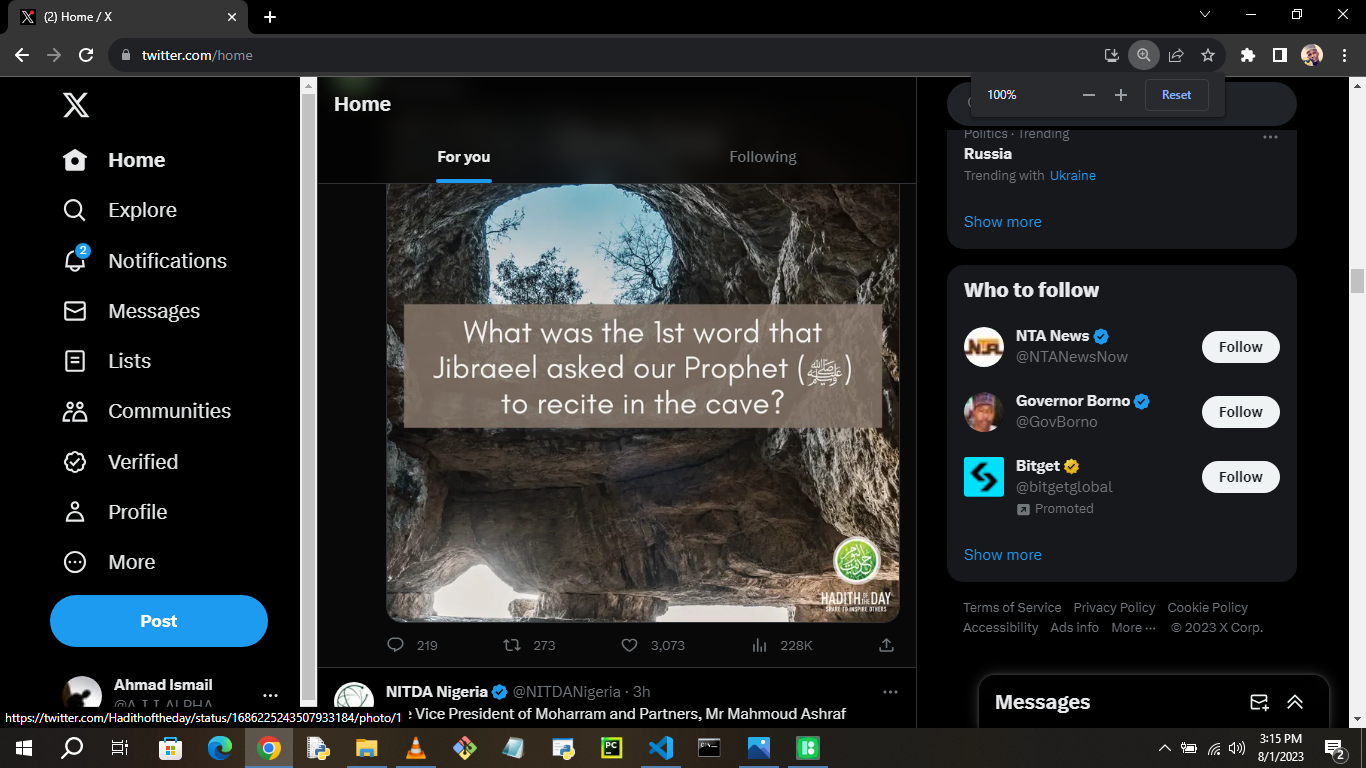 (2) Home / X
twitter.com/home
100%
Reset
Home
Explore
2
Notifications
Messages
Lists
Communities
Verified
Profile
More
Post
Ahmad Ismail
https://twitter.com/Hadithoftheday/status/1686225243507933184/photo/1
Home
For you
Following
What was the 1st word that
Jibraeel asked our Prophet (ﷺ)
to recite in the cave?
HADITH OF THE DAY
SHARE TO INSPIRE OTHERS
219
273
3,073
228K
NITDA Nigeria @NITDANigeria · 3h
Vice President of Moharram and Partners, Mr Mahmoud Ashraf
Politics · Trending
Russia
Trending with Ukraine
Show more
Who to follow
NTA News
@NTANewsNow
Follow
Governor Borno
@GovBorno
Follow
Bitget
@bitgetglobal
Promoted
Follow
Show more
Terms of Service Privacy Policy Cookie Policy
Accessibility Ads info More ··· © 2023 X Corp.
Messages
PC
3:15 PM
8/1/2023
2